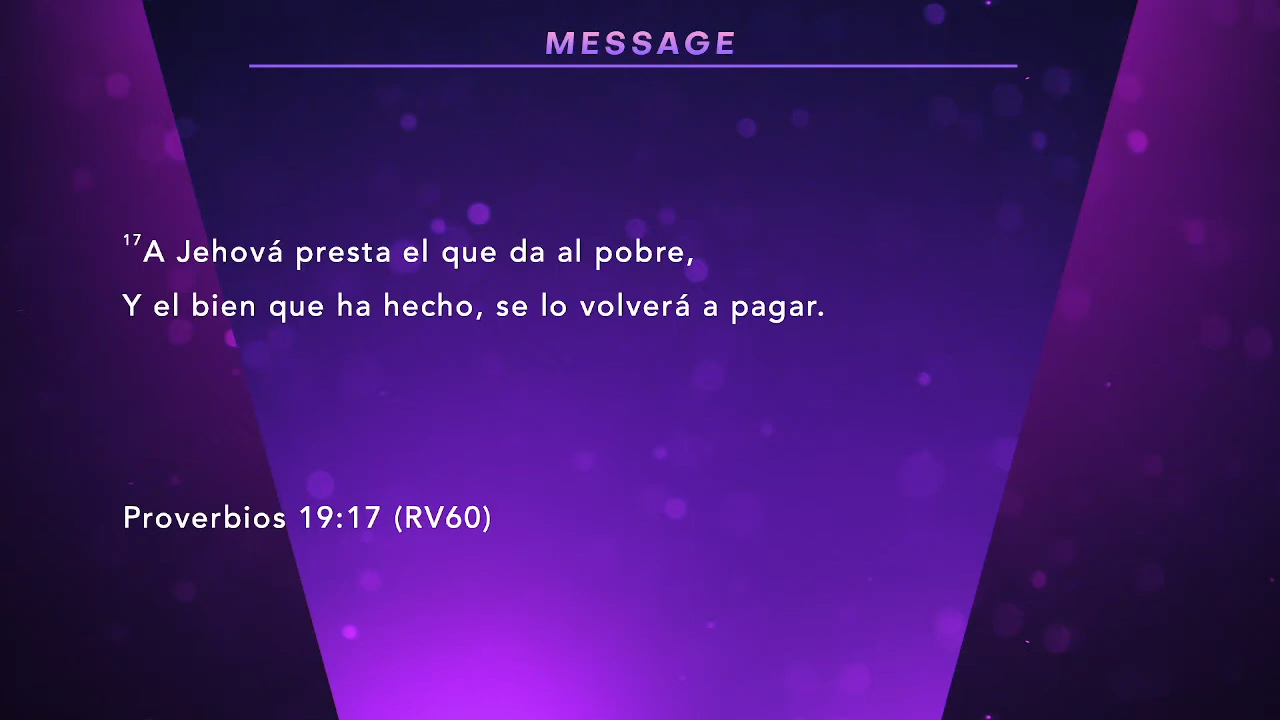 MESSAGE
17A Jehová presta el que da al pobre,
Y el bien que ha hecho, se lo volverá a pagar.
Proverbios 19:17 (RV60)